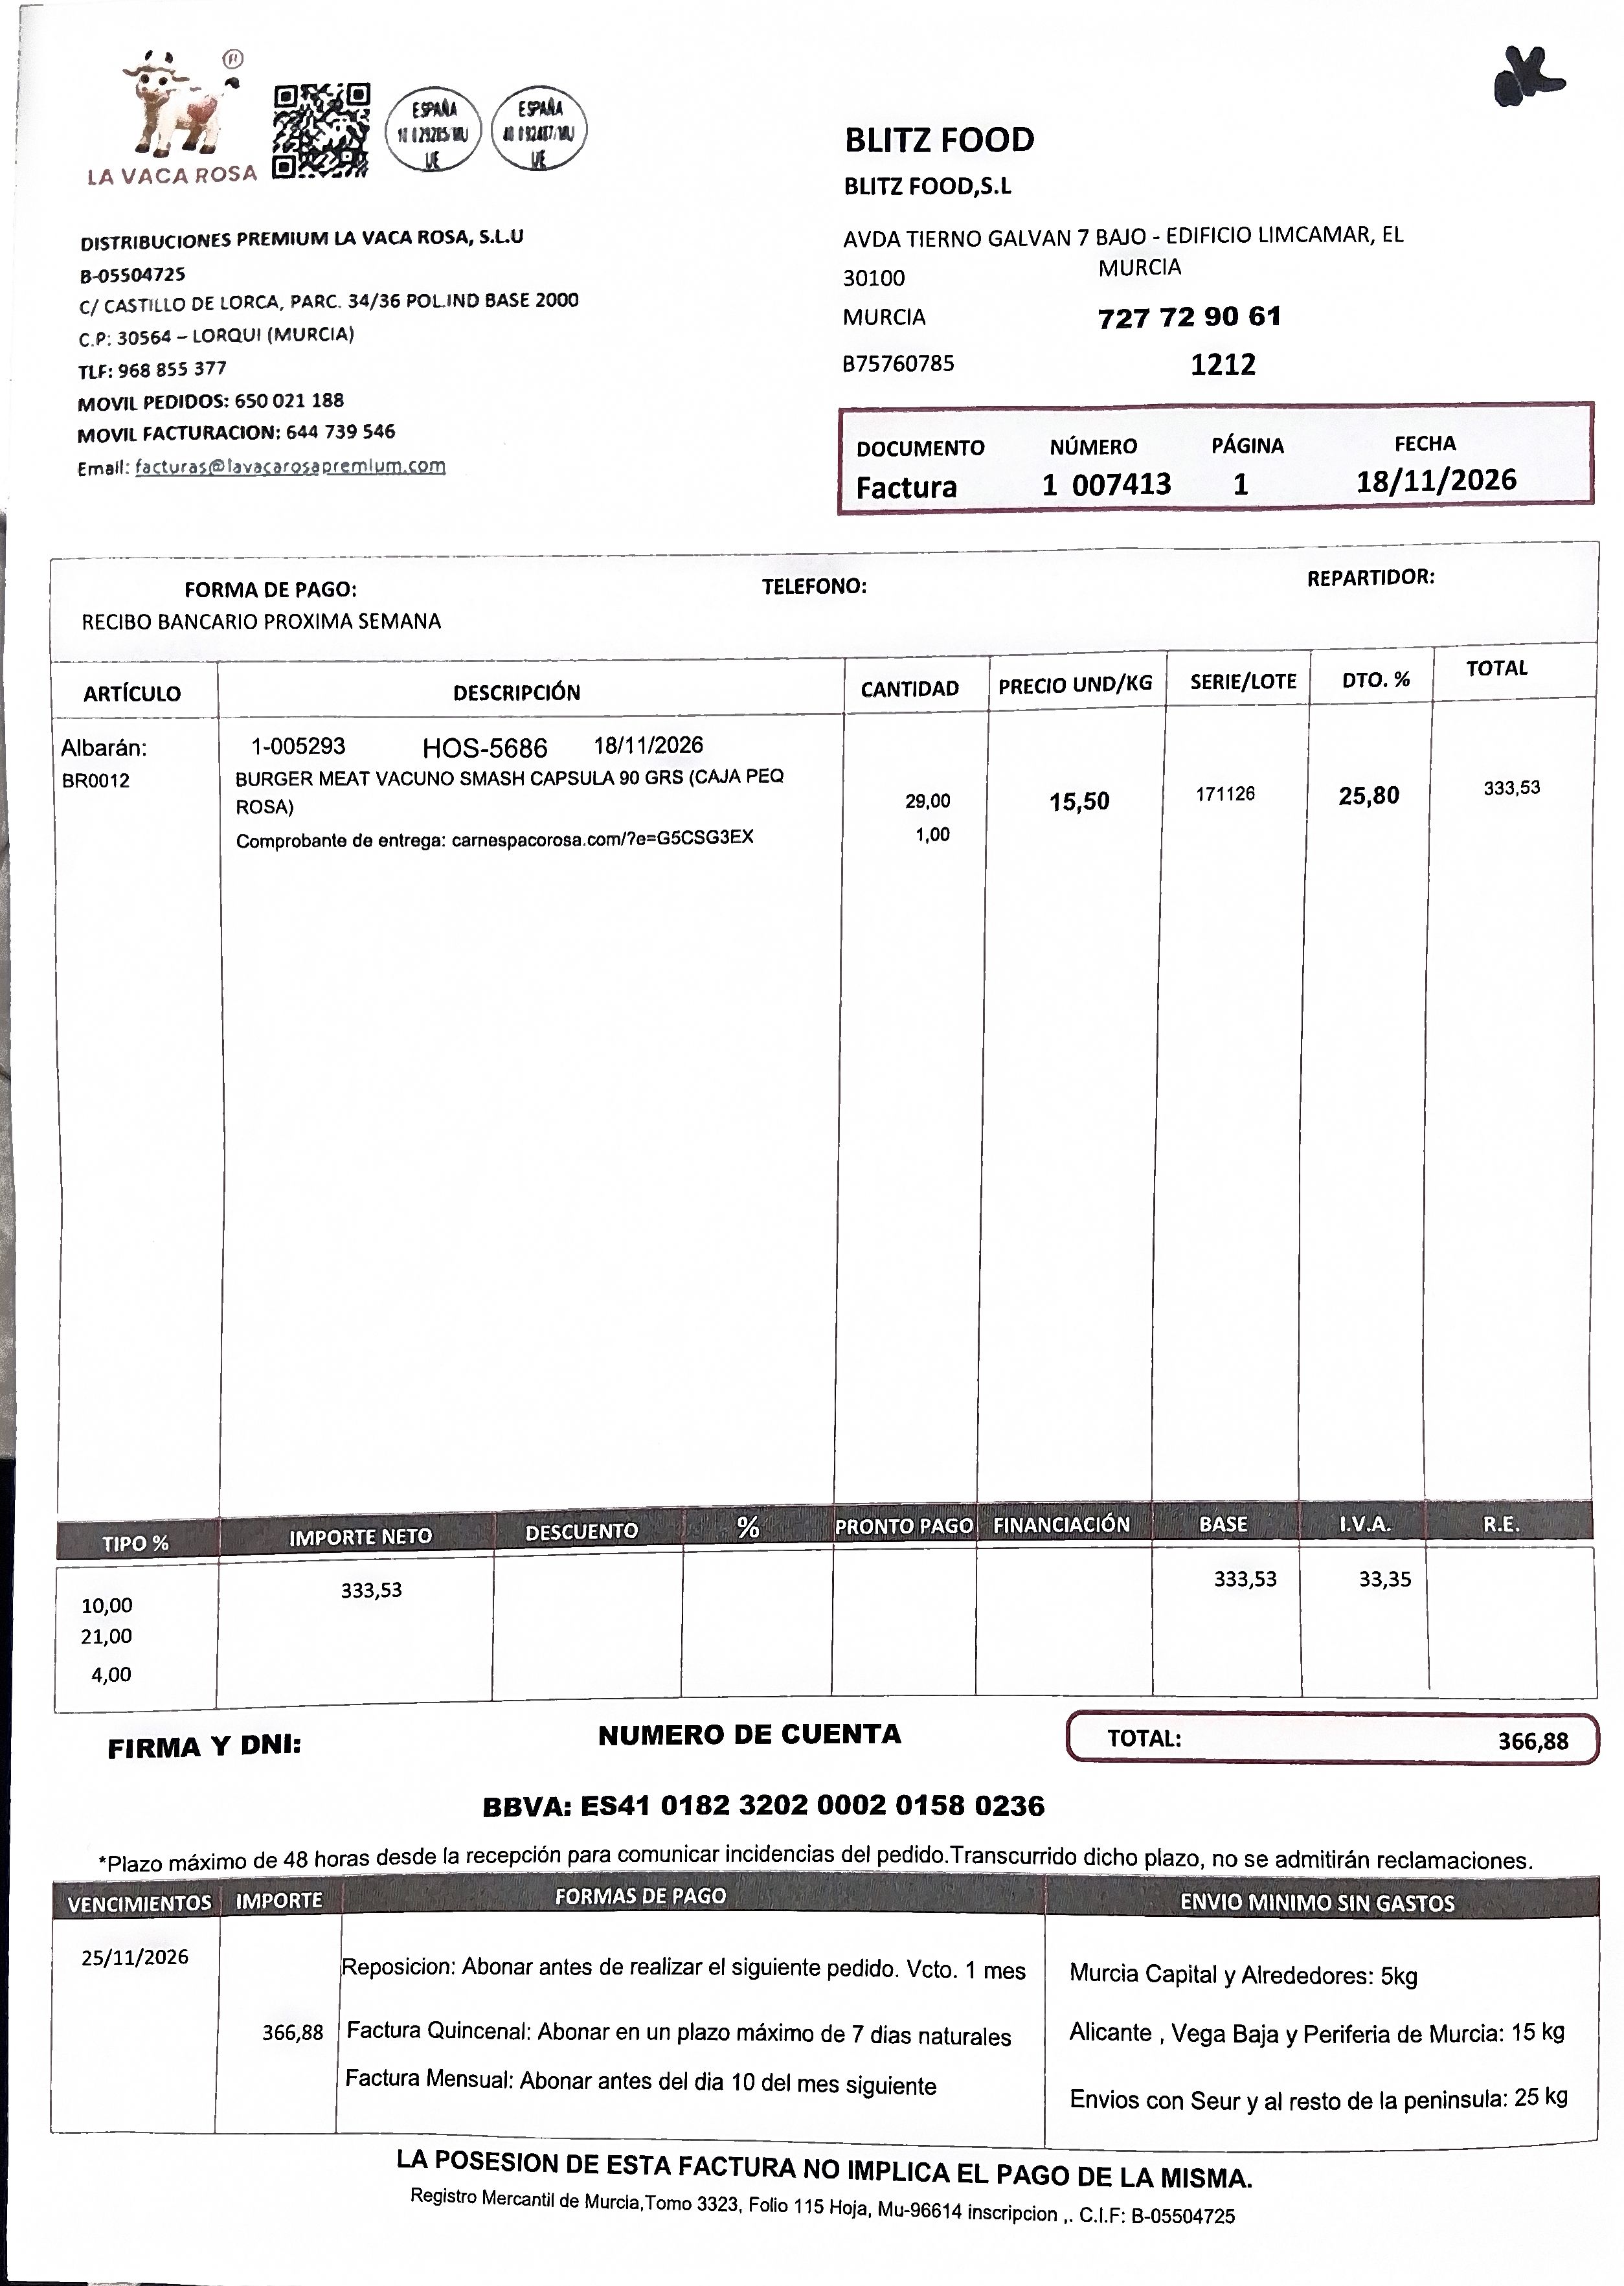 LA VACA ROSA
ESPAÑA
UE
ESPAÑA
UE
DISTRIBUCIONES PREMIUM LA VACA ROSA, S.L.U
B-05504725
C/ CASTILLO DE LORCA, PARC. 34/36 POL.IND BASE 2000
C.P: 30564 – LORQUI (MURCIA)
TLF: 968 855 377
MOVIL PEDIDOS: 650 021 188
MOVIL FACTURACION: 644 739 546
Email: facturas@lavacarosapremium.com
BLITZ FOOD
BLITZ FOOD,S.L
AVDA TIERNO GALVAN 7 BAJO - EDIFICIO LIMCAMAR, EL
30100 MURCIA
MURCIA 727 72 90 61
B75760785 1212
DOCUMENTO NÚMERO PÁGINA FECHA
Factura 1 007413 1 18/11/2026
FORMA DE PAGO: TELEFONO: REPARTIDOR:
RECIBO BANCARIO PROXIMA SEMANA
ARTÍCULO DESCRIPCIÓN CANTIDAD PRECIO UND/KG SERIE/LOTE DTO. % TOTAL
Albarán: 1-005293 HOS-5686 18/11/2026
BR0012 BURGER MEAT VACUNO SMASH CAPSULA 90 GRS (CAJA PEQ
ROSA) 29,00 15,50 171126 25,80 333,53
Comprobante de entrega: carnespacorosa.com/?e=G5CSG3EX 1,00
TIPO % IMPORTE NETO DESCUENTO % PRONTO PAGO FINANCIACIÓN BASE I.V.A. R.E.
10,00 333,53 333,53 33,35
21,00
4,00
FIRMA Y DNI: NUMERO DE CUENTA TOTAL: 366,88
BBVA: ES41 0182 3202 0002 0158 0236
*Plazo máximo de 48 horas desde la recepción para comunicar incidencias del pedido.Transcurrido dicho plazo, no se admitirán reclamaciones.
VENCIMIENTOS IMPORTE FORMAS DE PAGO ENVIO MINIMO SIN GASTOS
25/11/2026 Reposicion: Abonar antes de realizar el siguiente pedido. Vcto. 1 mes Murcia Capital y Alrededores: 5kg
366,88 Factura Quincenal: Abonar en un plazo máximo de 7 dias naturales Alicante , Vega Baja y Periferia de Murcia: 15 kg
Factura Mensual: Abonar antes del dia 10 del mes siguiente Envios con Seur y al resto de la peninsula: 25 kg
LA POSESION DE ESTA FACTURA NO IMPLICA EL PAGO DE LA MISMA.
Registro Mercantil de Murcia,Tomo 3323, Folio 115 Hoja, Mu-96614 inscripcion ,. C.I.F: B-05504725